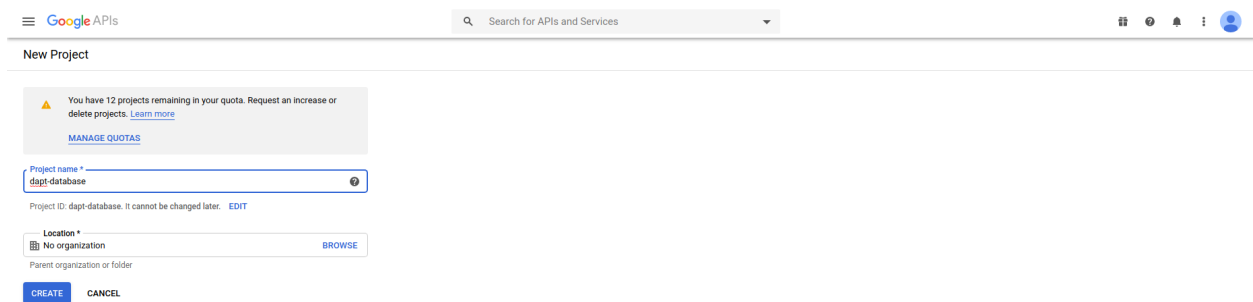 Google APIs
Search for APIs and Services
New Project
You have 12 projects remaining in your quota. Request an increase or
delete projects. Learn more
MANAGE QUOTAS
Project name *
dapt-database
Project ID: dapt-database. It cannot be changed later. EDIT
Location *
No organization BROWSE
Parent organization or folder
CREATE CANCEL